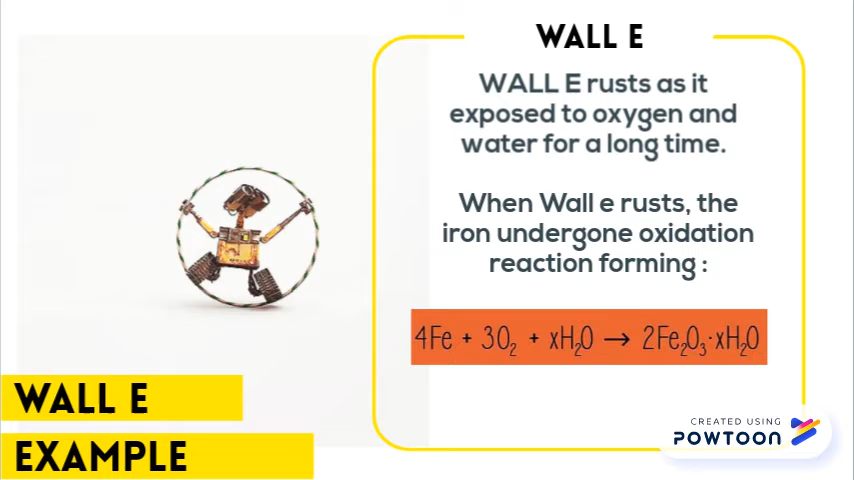 WALL E
WALL E rusts as it
exposed to oxygen and
water for a long time.
When Wall e rusts, the
iron undergone oxidation
reaction forming :
4Fe + 3O₂ + xH₂O → 2Fe₂O₃·xH₂O
WALL E
EXAMPLE
CREATED USING
POWTOON